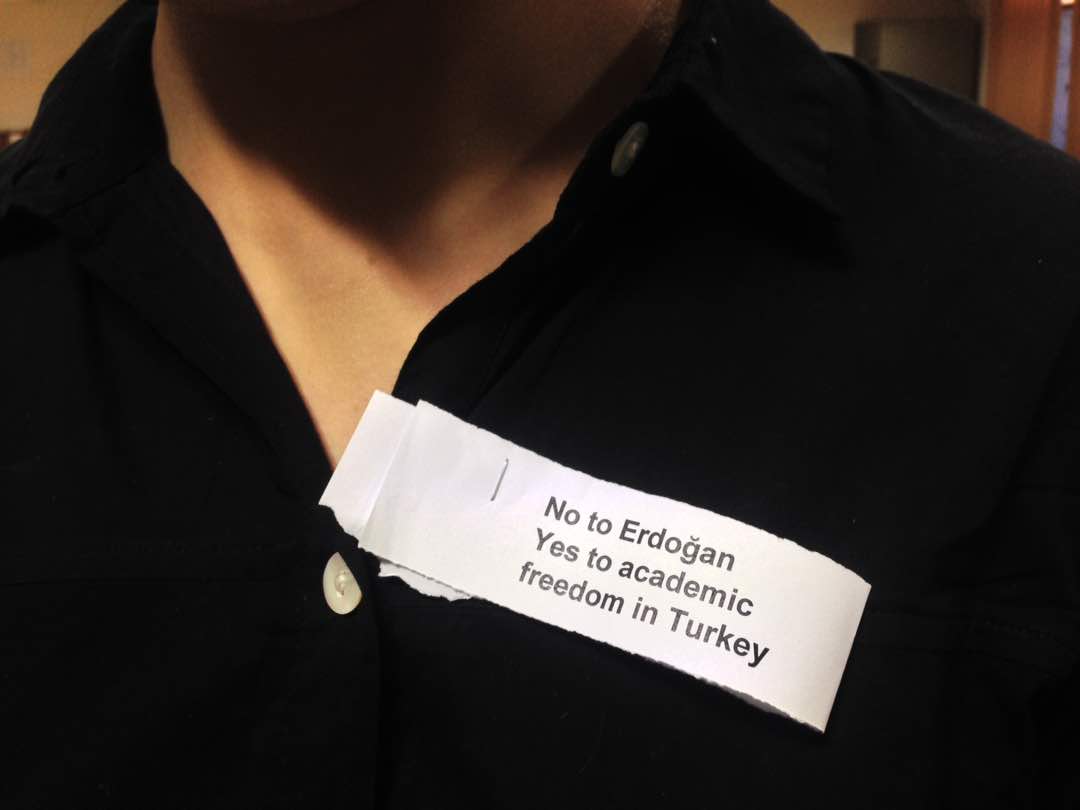 No to Erdoğan
Yes to academic
freedom in Turkey